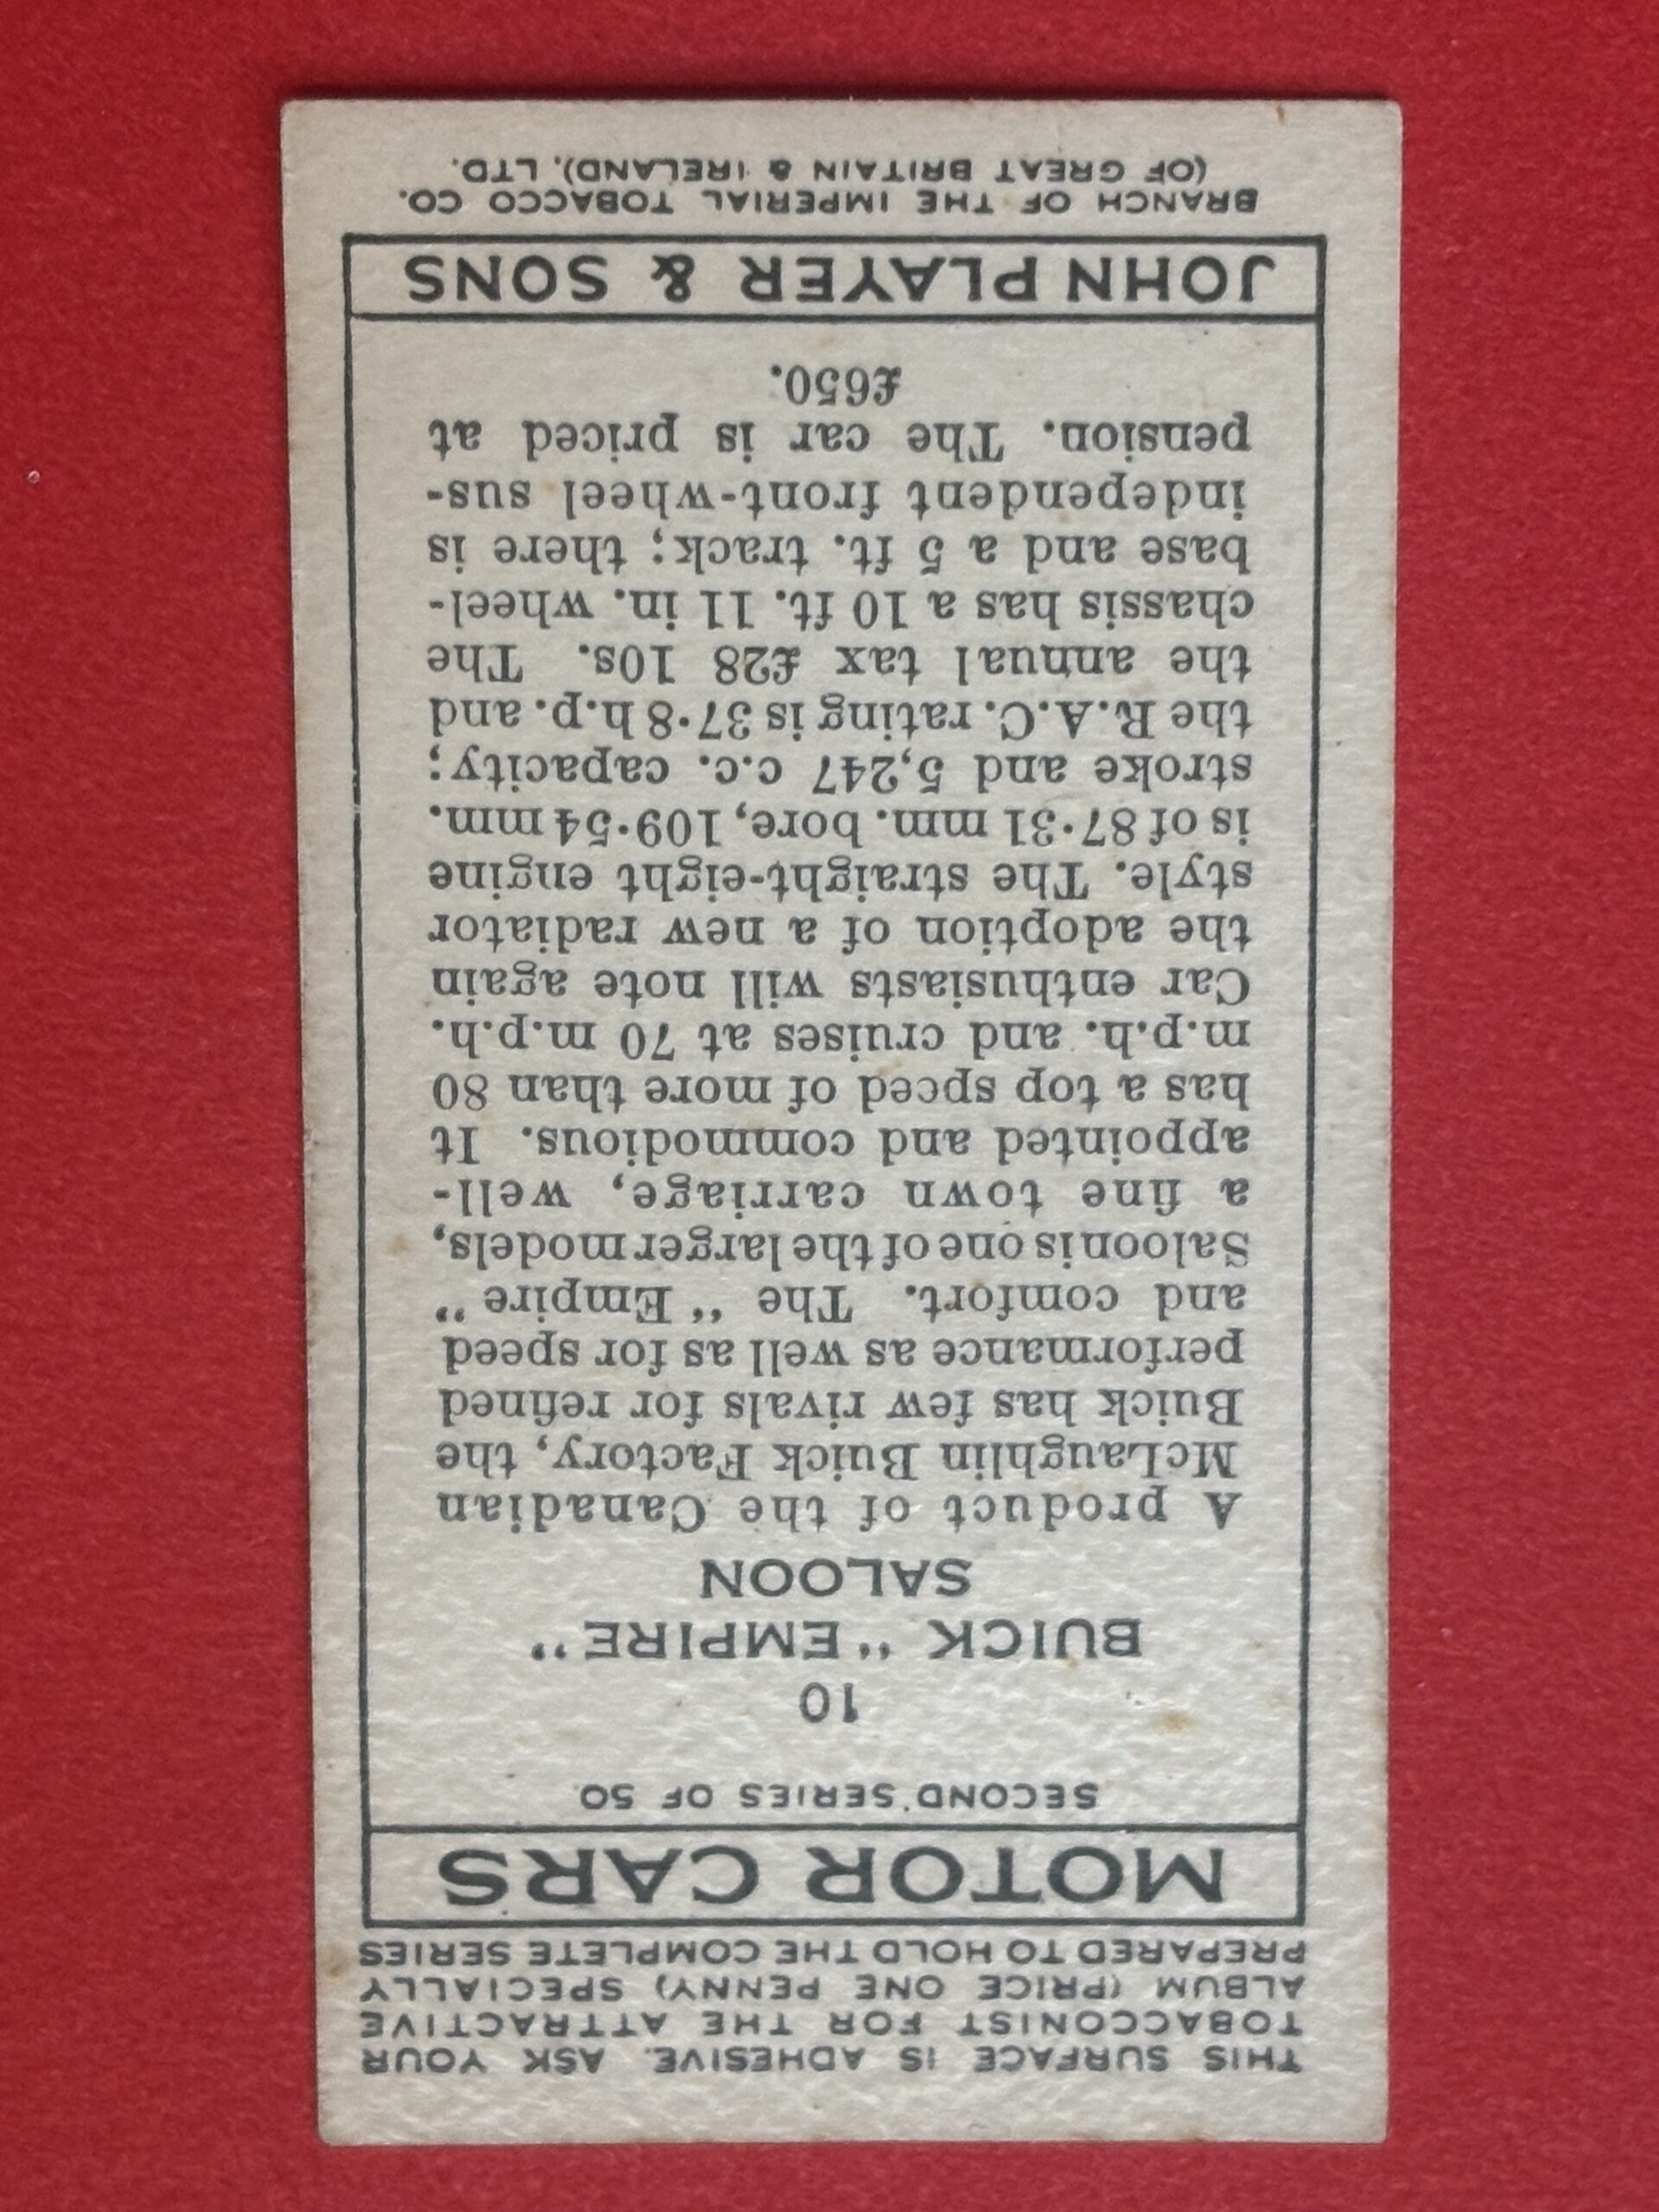 THIS SURFACE IS ADHESIVE. ASK YOUR
TOBACCONIST FOR THE ATTRACTIVE
ALBUM (PRICE ONE PENNY) SPECIALLY
PREPARED TO HOLD THE COMPLETE SERIES
MOTOR CARS
SECOND SERIES OF 50
10
BUICK “EMPIRE”
SALOON
A product of the Canadian
McLaughlin Buick Factory, the
Buick has few rivals for refined
performance as well as for speed
and comfort. The “Empire”
Saloon is one of the larger models,
a fine town carriage, well-
appointed and commodious. It
has a top speed of more than 80
m.p.h. and cruises at 70 m.p.h.
Car enthusiasts will note again
the adoption of a new radiator
style. The straight-eight engine
is of 87·31 mm. bore, 109·54 mm.
stroke and 5,247 c.c. capacity;
the R.A.C. rating is 37·8 h.p. and
the annual tax £28 10s. The
chassis has a 10 ft. 11 in. wheel-
base and a 5 ft. track; there is
independent front-wheel sus-
pension. The car is priced at
£650.
JOHN PLAYER & SONS
BRANCH OF THE IMPERIAL TOBACCO CO.
(OF GREAT BRITAIN & IRELAND), LTD.